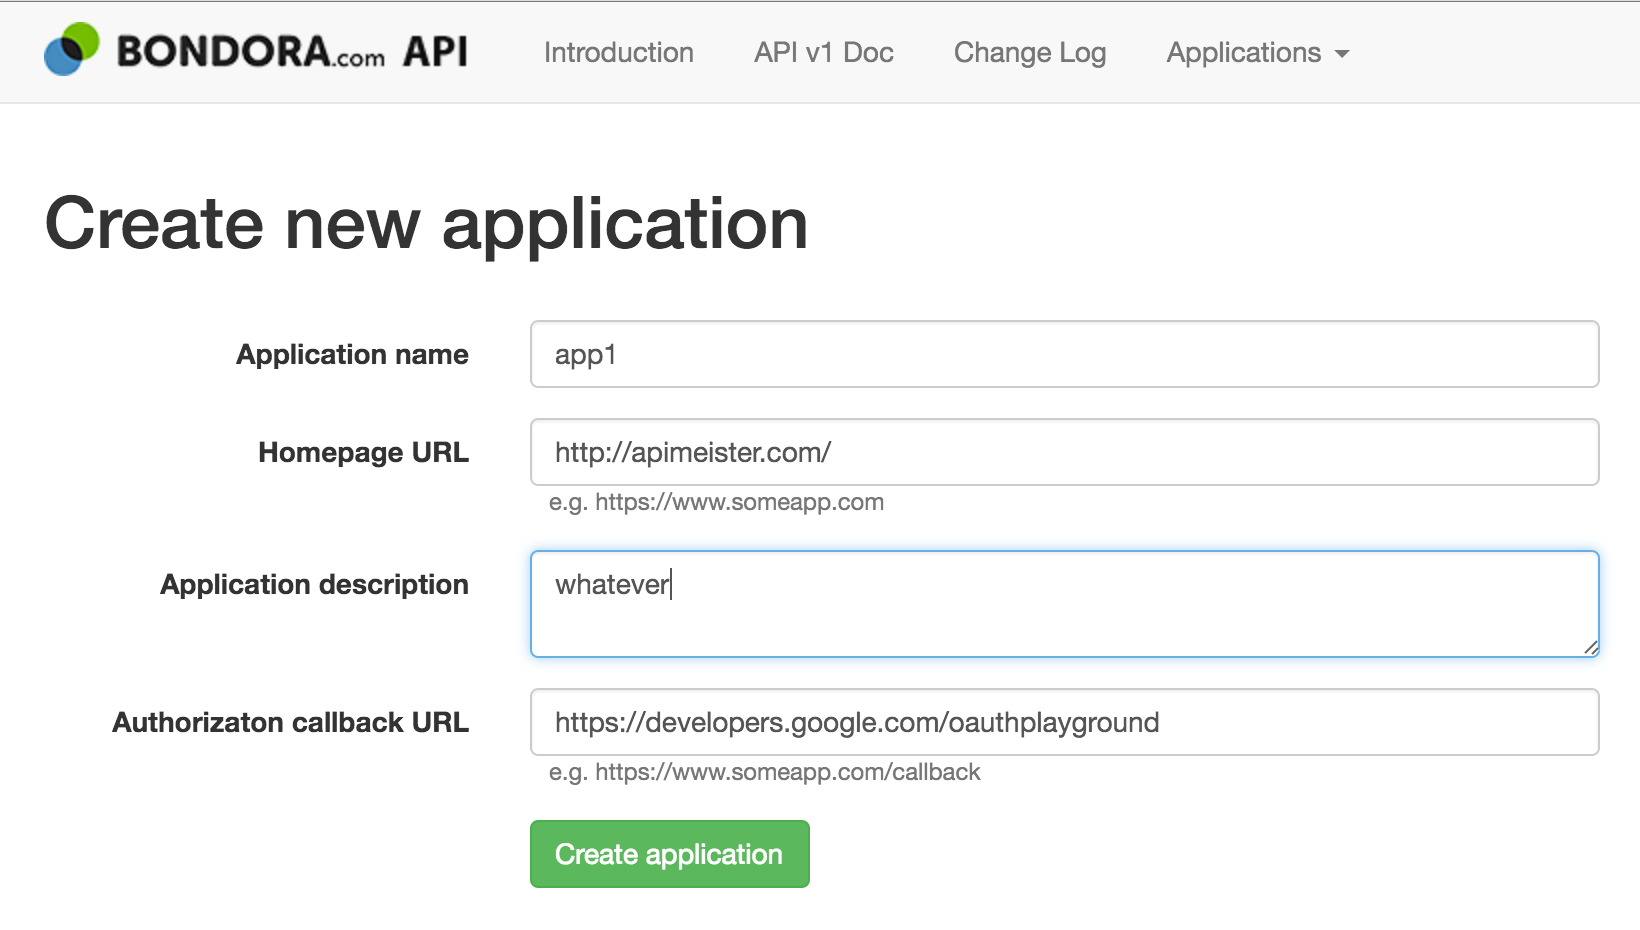 BONDORA.com API Introduction API v1 Doc Change Log Applications
Create new application
Application name app1
Homepage URL http://apimeister.com/
e.g. https://www.someapp.com
Application description whatever
Authorizaton callback URL https://developers.google.com/oauthplayground
e.g. https://www.someapp.com/callback
Create application